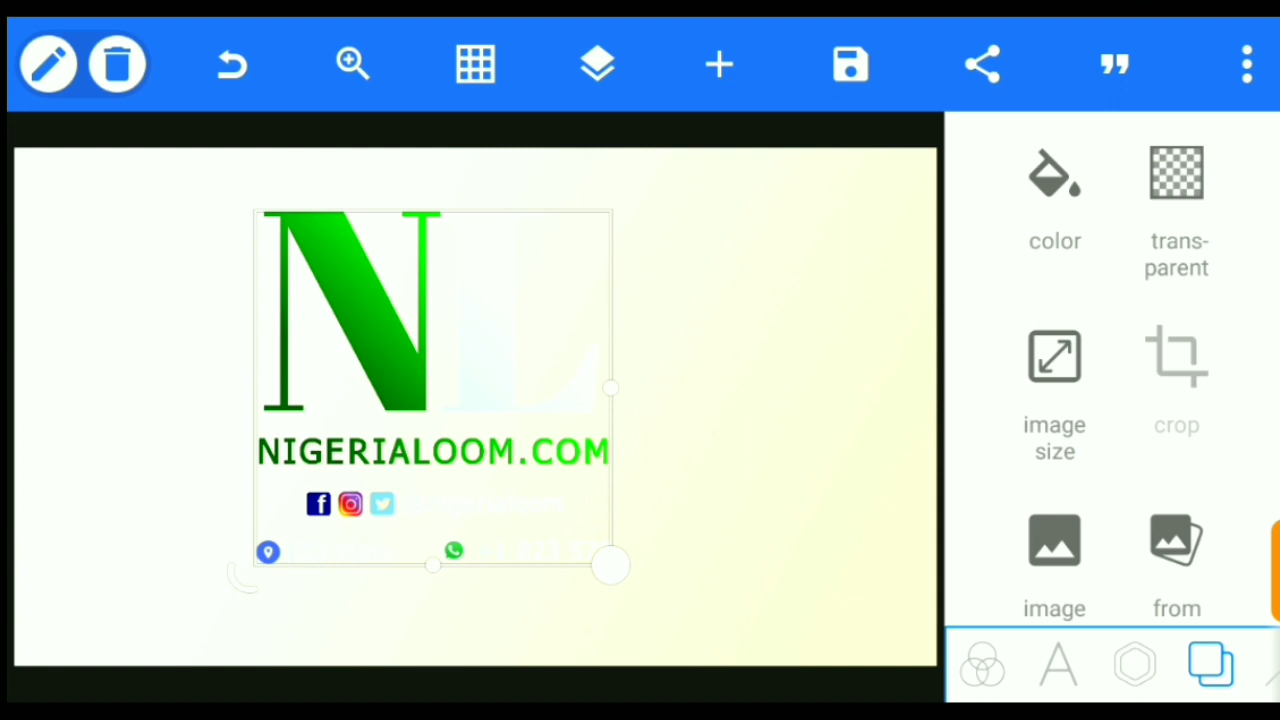 NL
NIGERIALOOM.COM
color
trans-
parent
image
size
crop
image
from